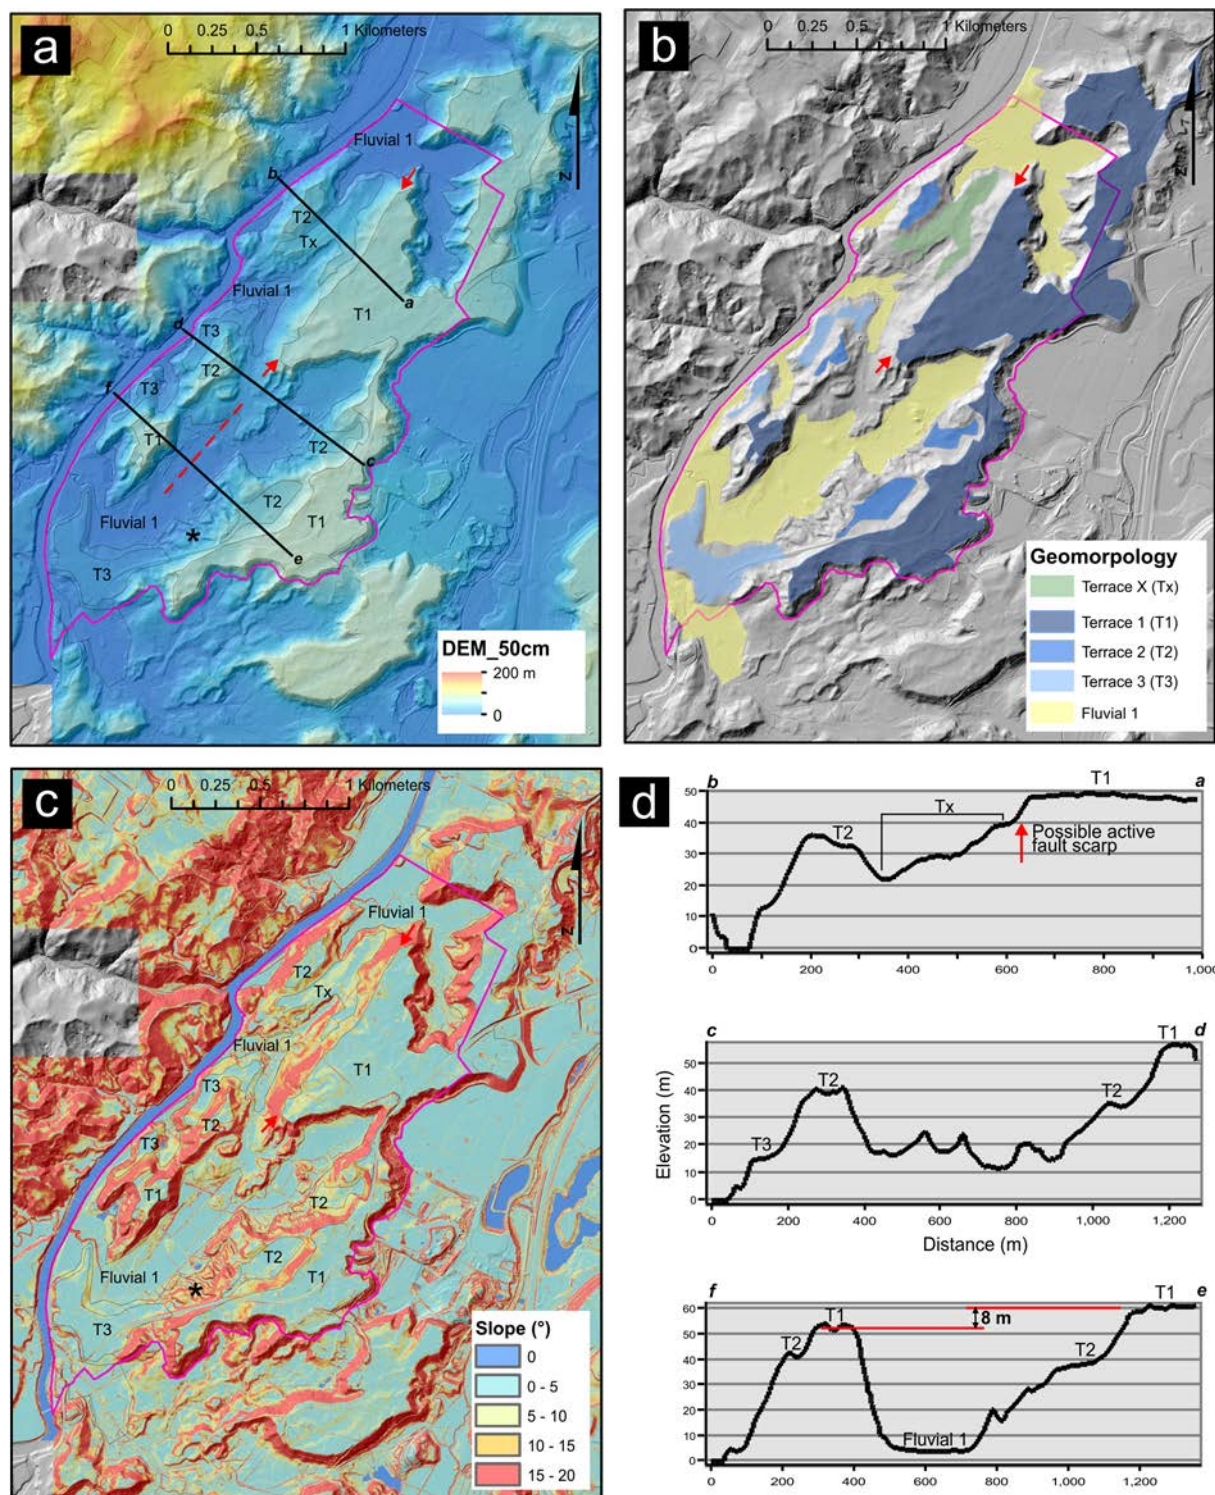 a
0 0.25 0.5 1 Kilometers
Fluvial 1
b
T2
Tx
a
Fluvial 1
T1
d
T3
T2
f
T3
T1
T2
c
T2
T1
Fluvial 1
*
e
T3
N
DEM_50cm
200 m
0
b
0 0.25 0.5 1 Kilometers
N
Geomorpology
Terrace X (Tx)
Terrace 1 (T1)
Terrace 2 (T2)
Terrace 3 (T3)
Fluvial 1
c
0 0.25 0.5 1 Kilometers
N
Fluvial 1
T2
Tx
Fluvial 1
T1
T3
T2
T3
T1
T2
T2
T1
Fluvial 1
*
T3
Slope (°)
0
0 - 5
5 - 10
10 - 15
15 - 20
d
b T1 a
50
40
30
20
10
0
Tx
T2
Possible active
fault scarp
0 200 400 600 800 1,000
c T1 d
50
40
30
20
10
0
T2
T2
T3
0 200 400 600 800 1,000 1,200
Elevation (m)
Distance (m)
f T1 e
60
50
40
30
20
10
0
T1
8 m
T2
T2
Fluvial 1
0 200 400 600 800 1,000 1,200